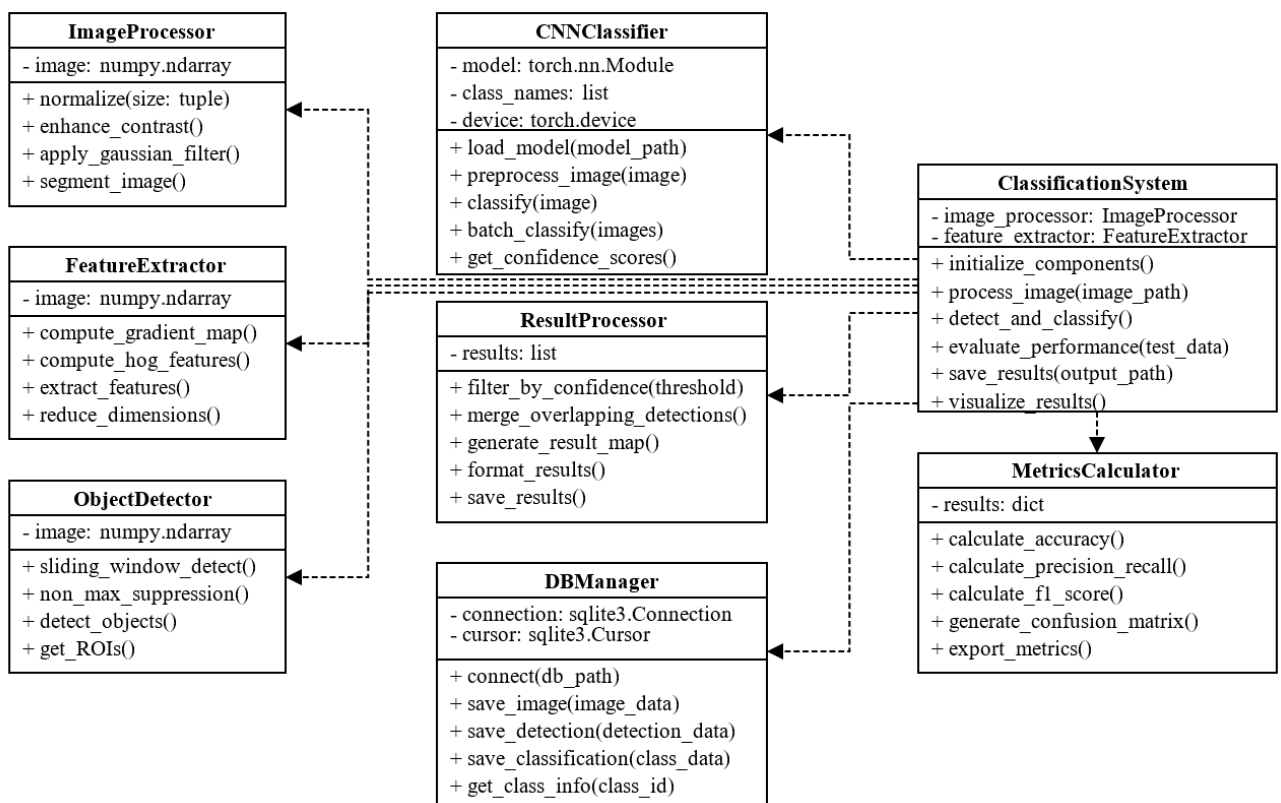 ImageProcessor
- image: numpy.ndarray
+ normalize(size: tuple)
+ enhance_contrast()
+ apply_gaussian_filter()
+ segment_image()
FeatureExtractor
- image: numpy.ndarray
+ compute_gradient_map()
+ compute_hog_features()
+ extract_features()
+ reduce_dimensions()
ObjectDetector
- image: numpy.ndarray
+ sliding_window_detect()
+ non_max_suppression()
+ detect_objects()
+ get_ROIs()
CNNClassifier
- model: torch.nn.Module
- class_names: list
- device: torch.device
+ load_model(model_path)
+ preprocess_image(image)
+ classify(image)
+ batch_classify(images)
+ get_confidence_scores()
ResultProcessor
- results: list
+ filter_by_confidence(threshold)
+ merge_overlapping_detections()
+ generate_result_map()
+ format_results()
+ save_results()
DBManager
- connection: sqlite3.Connection
- cursor: sqlite3.Cursor
+ connect(db_path)
+ save_image(image_data)
+ save_detection(detection_data)
+ save_classification(class_data)
+ get_class_info(class_id)
ClassificationSystem
- image_processor: ImageProcessor
- feature_extractor: FeatureExtractor
+ initialize_components()
+ process_image(image_path)
+ detect_and_classify()
+ evaluate_performance(test_data)
+ save_results(output_path)
+ visualize_results()
MetricsCalculator
- results: dict
+ calculate_accuracy()
+ calculate_precision_recall()
+ calculate_f1_score()
+ generate_confusion_matrix()
+ export_metrics()